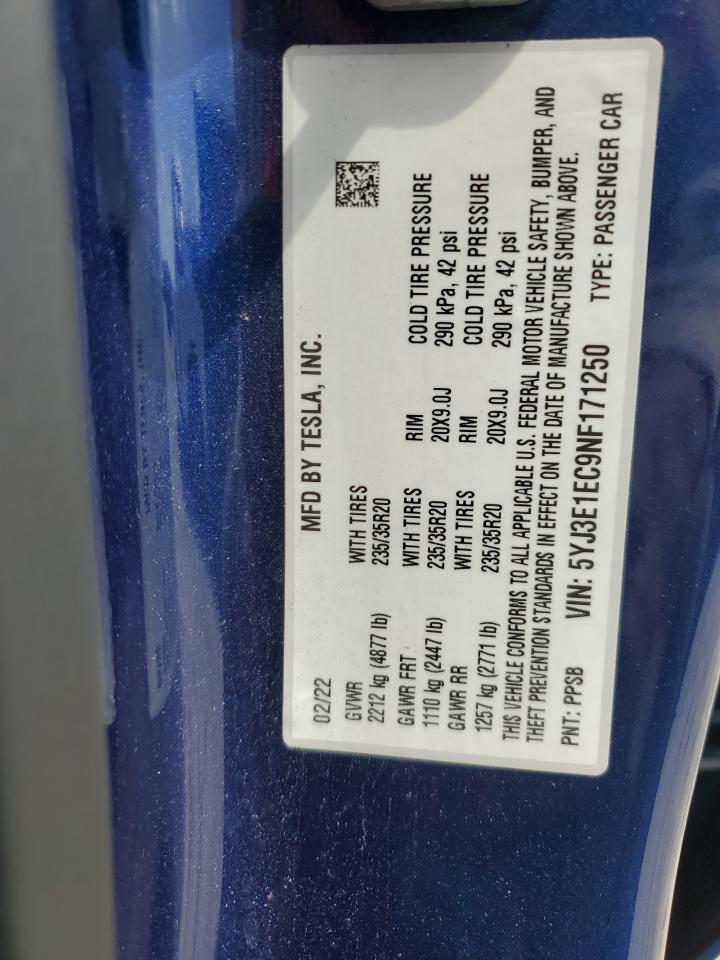 MFD BY TESLA, INC.
02/22
GVWR WITH TIRES
2212 kg (4877 lb) 235/35R20
GAWR FRT WITH TIRES RIM COLD TIRE PRESSURE
1110 kg (2447 lb) 235/35R20 20X9.0J 290 kPa, 42 psi
GAWR RR WITH TIRES RIM COLD TIRE PRESSURE
1257 kg (2771 lb) 235/35R20 20X9.0J 290 kPa, 42 psi
THIS VEHICLE CONFORMS TO ALL APPLICABLE U.S. FEDERAL MOTOR VEHICLE SAFETY, BUMPER, AND
THEFT PREVENTION STANDARDS IN EFFECT ON THE DATE OF MANUFACTURE SHOWN ABOVE.
PNT: PPSB VIN: 5YJ3E1EC9NF171250 TYPE: PASSENGER CAR